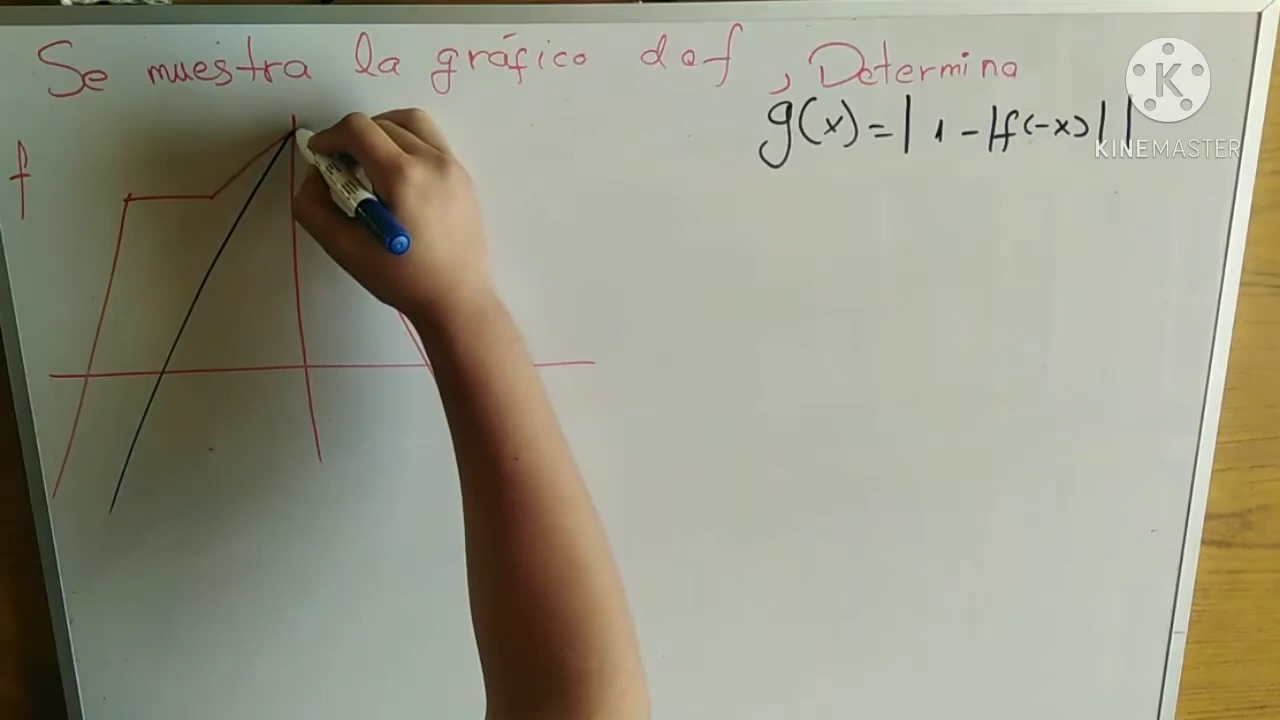 Se muestra la gráfico de f , Determina
g(x) = | 1 - |f(-x)| |
f
K
KINEMASTER